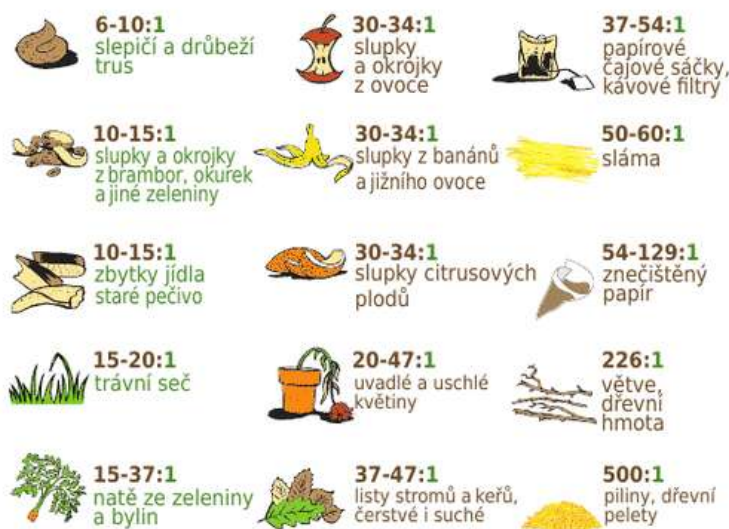 6-10:1
slepičí a drůbeží
trus
30-34:1
slupky
a okrojky
z ovoce
37-54:1
papírové
čajové sáčky,
kávové filtry
10-15:1
slupky a okrojky
z brambor, okurek
a jiné zeleniny
30-34:1
slupky z banánů
a jižního ovoce
50-60:1
sláma
10-15:1
zbytky jídla
staré pečivo
30-34:1
slupky citrusových
plodů
54-129:1
znečištěný
papír
15-20:1
trávní seč
20-47:1
uvadlé a uschlé
květiny
226:1
větve,
dřevní
hmota
15-37:1
natě ze zeleniny
a bylin
37-47:1
listy stromů a keřů,
čerstvé i suché
500:1
piliny, dřevní
pelety